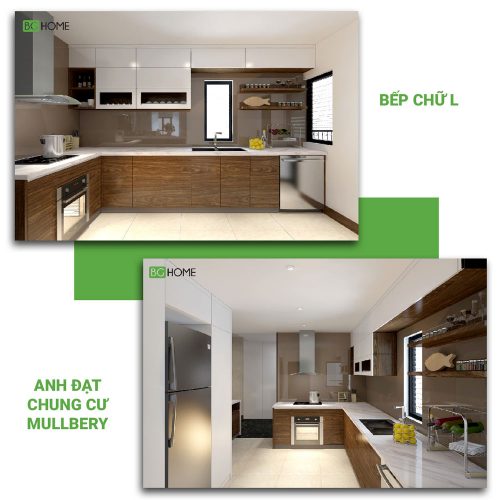 BG HOME
BẾP CHỮ L
BG HOME
ANH ĐẠT
CHUNG CƯ
MULLBERY